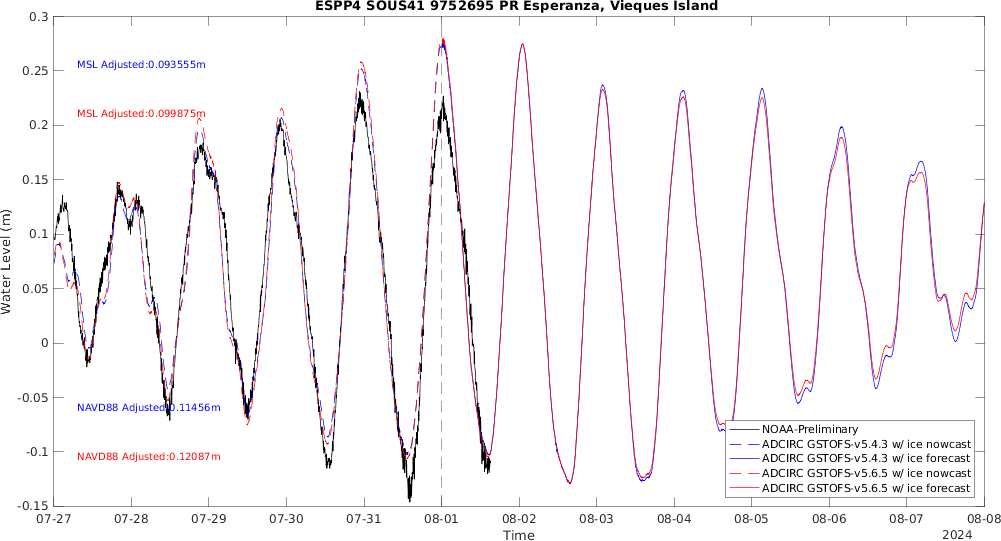 ESPP4 SOUS41 9752695 PR Esperanza, Vieques Island
0.3
0.25
0.2
0.15
0.1
0.05
0
-0.05
-0.1
-0.15
Water Level (m)
MSL Adjusted:0.093555m
MSL Adjusted:0.099875m
NAVD88 Adjusted:0.11456m
NAVD88 Adjusted:0.12087m
NOAA-Preliminary
ADCIRC GSTOFS-v5.4.3 w/ ice nowcast
ADCIRC GSTOFS-v5.4.3 w/ ice forecast
ADCIRC GSTOFS-v5.6.5 w/ ice nowcast
ADCIRC GSTOFS-v5.6.5 w/ ice forecast
07-27 07-28 07-29 07-30 07-31 08-01 08-02 08-03 08-04 08-05 08-06 08-07 08-08
Time
2024